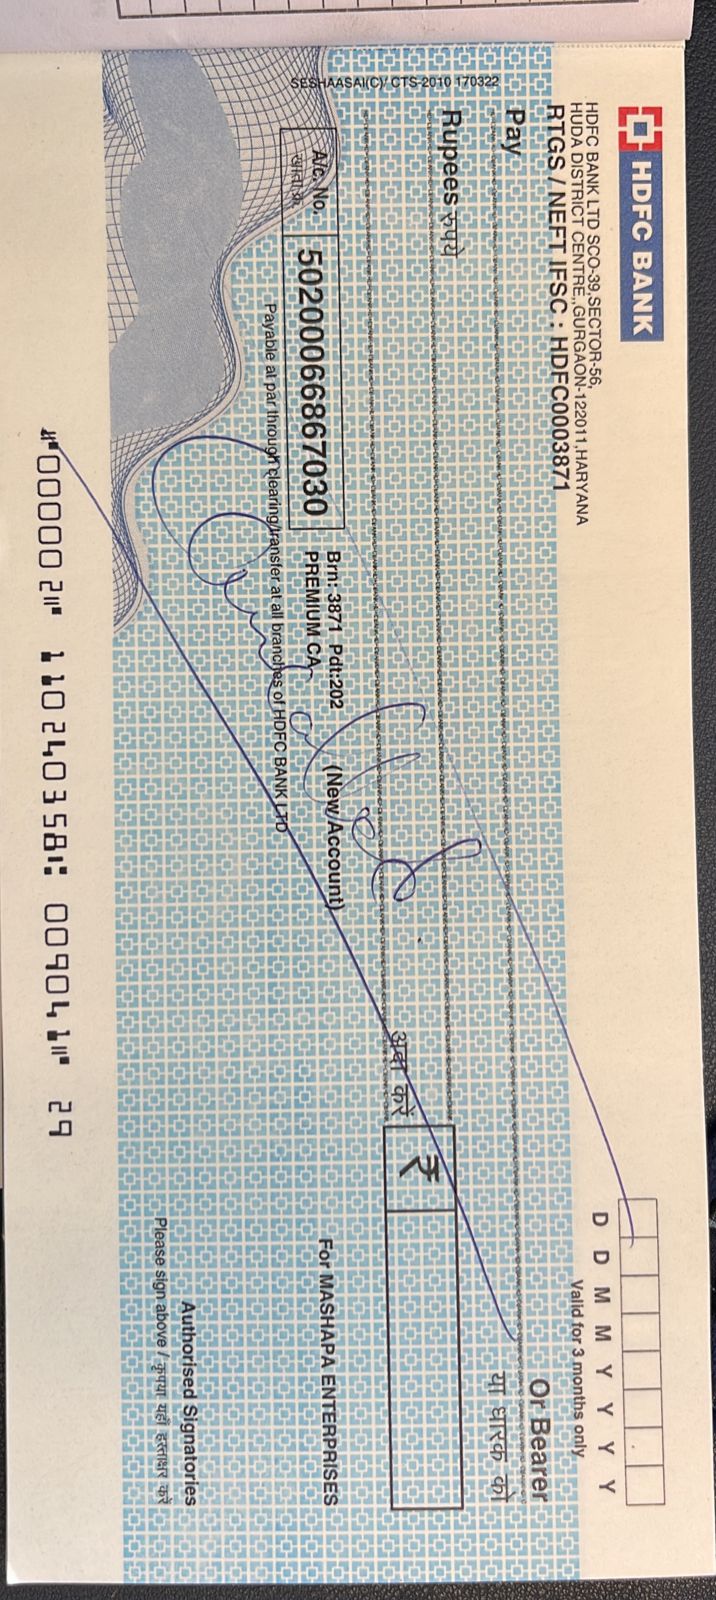 HDFC BANK
HDFC BANK LTD SCO-39,SECTOR-56,
HUDA DISTRICT CENTRE,,GURGAON-122011,HARYANA
RTGS / NEFT IFSC : HDFC0003871
D D M M Y Y Y Y
Valid for 3 months only
Pay
Or Bearer
या धारक को
Rupees रुपये
अदा करें
₹
Cancelled
A/c. No.
खाता क्र.
50200066867030
Brn: 3871 Pdt:202
(New Account)
PREMIUM CA
For MASHAPA ENTERPRISES
Payable at par through clearing/transfer at all branches of HDFC BANK LTD
Authorised Signatories
Please sign above / कृपया यहाँ हस्ताक्षर करें
SESHAASAI(C)/ CTS-2010 170322
⑈000002⑈ 110240358⑆ 009041⑈ 29